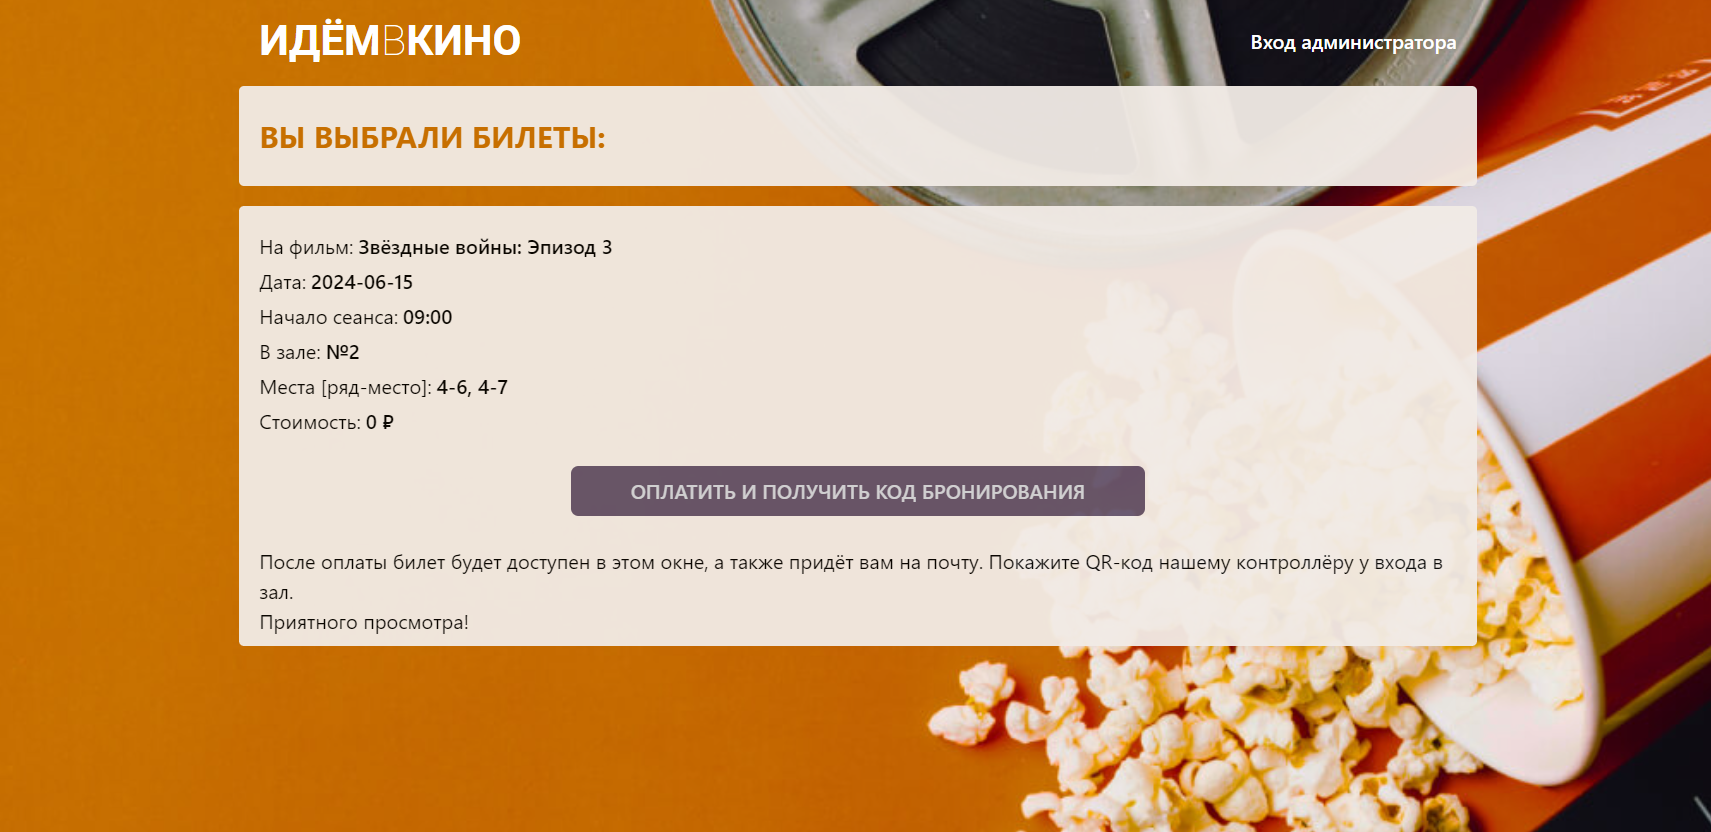 ИДЁМВКИНО
Вход администратора
ВЫ ВЫБРАЛИ БИЛЕТЫ:
На фильм: Звёздные войны: Эпизод 3
Дата: 2024-06-15
Начало сеанса: 09:00
В зале: №2
Места [ряд-место]: 4-6, 4-7
Стоимость: 0 ₽
ОПЛАТИТЬ И ПОЛУЧИТЬ КОД БРОНИРОВАНИЯ
После оплаты билет будет доступен в этом окне, а также придёт вам на почту. Покажите QR-код нашему контроллёру у входа в
зал.
Приятного просмотра!